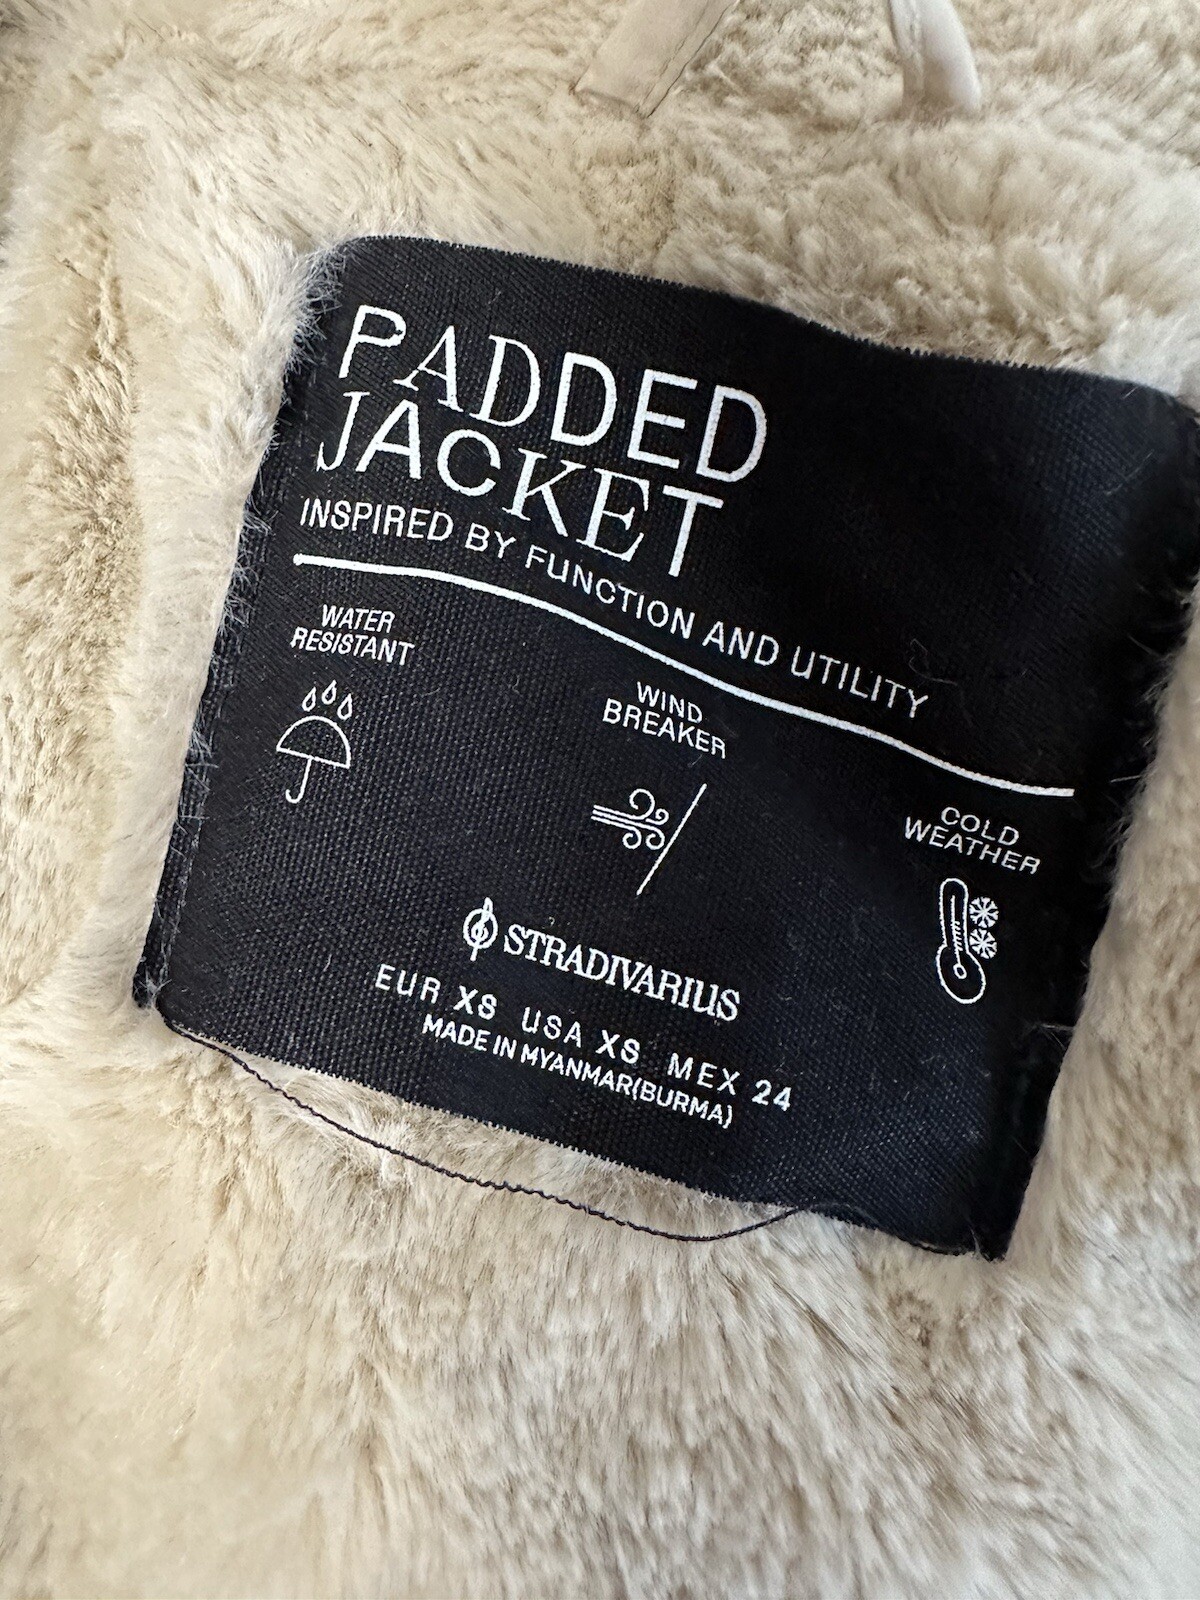 PADDED
JACKET
INSPIRED BY FUNCTION AND UTILITY
WATER
RESISTANT
WIND
BREAKER
COLD
WEATHER
STRADIVARIUS
EUR XS USA XS MEX 24
MADE IN MYANMAR(BURMA)